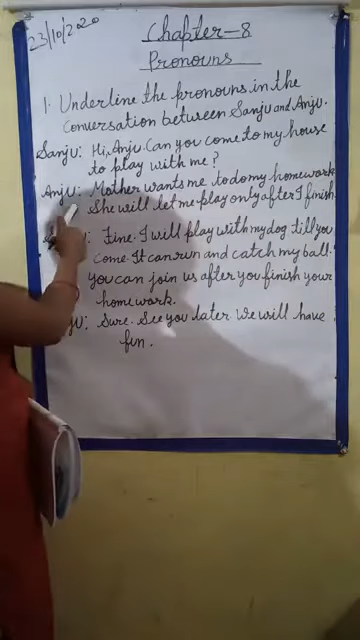 23/10/2020
Chapter-8
Pronouns
1. Underline the pronouns in the
conversation between Sanju and Anju.
Sanju: Hi, Anju. Can you come to my house
to play with me?
Anju: Mother wants me to do my homework
She will let me play only after I finish.
: Fine. I will play with my dog till you
come. It can run and catch my ball.
You can join us after you finish your
homework.
ju: Sure. See you later. We will have
fun.